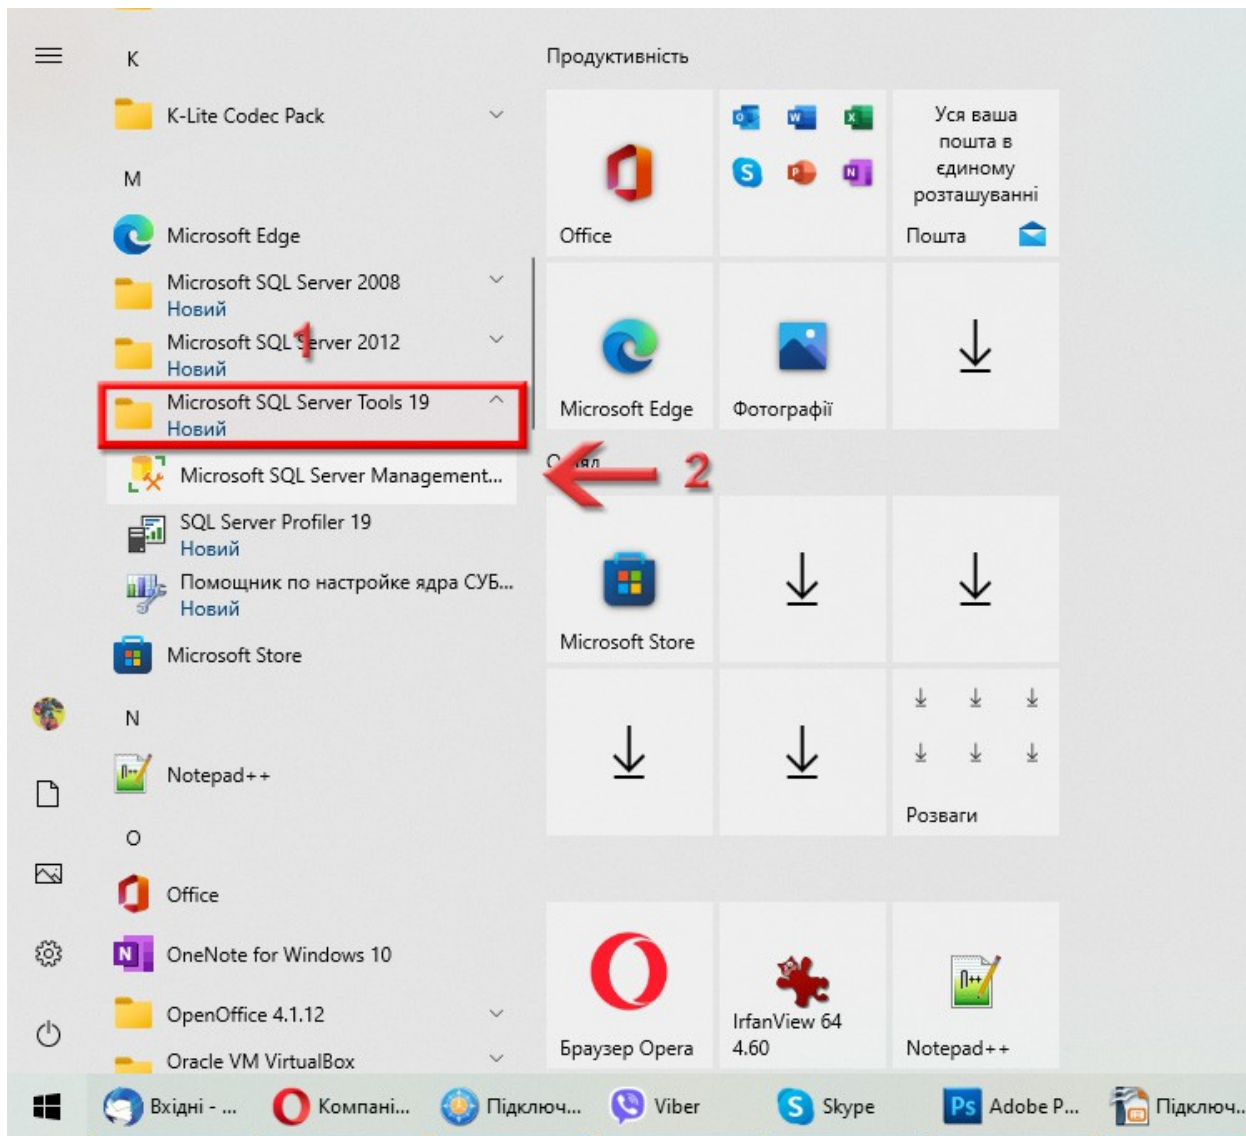 K
K-Lite Codec Pack
M
Microsoft Edge
Microsoft SQL Server 2008
Новий
Microsoft SQL Server 2012
Новий
1
Microsoft SQL Server Tools 19
Новий
Microsoft SQL Server Management...
2
SQL Server Profiler 19
Новий
Помощник по настройке ядра СУБ...
Новий
Microsoft Store
N
Notepad++
O
Office
OneNote for Windows 10
OpenOffice 4.1.12
Oracle VM VirtualBox
Продуктивність
Office
Уся ваша
пошта в
єдиному
розташуванні
Пошта
Microsoft Edge
Фотографії
Microsoft Store
Розваги
Браузер Opera
IrfanView 64
4.60
Notepad++
Вхідні - ...
Компані...
Підключ...
Viber
Skype
Ps
Adobe P...
Підключ...